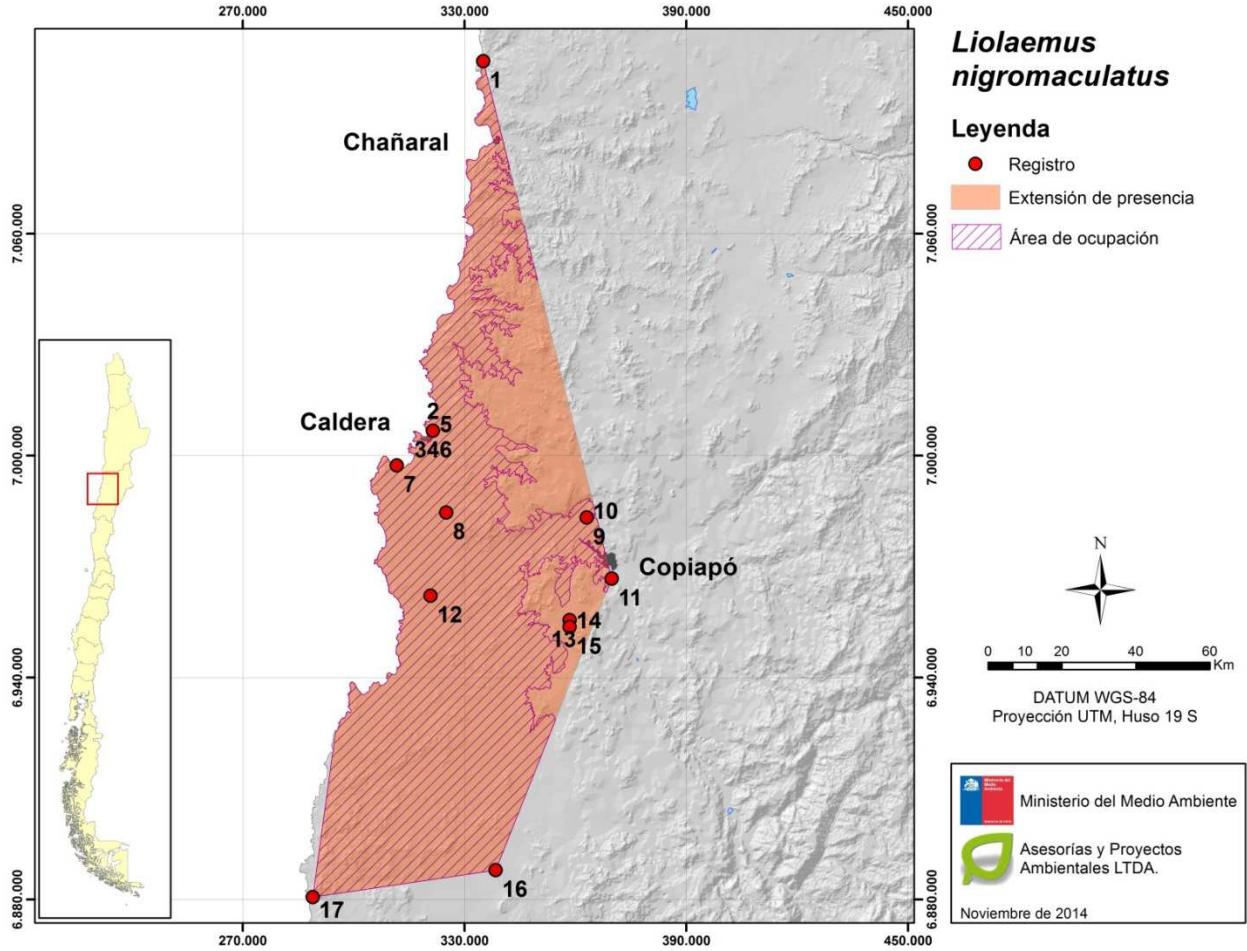 270.000 330.000 390.000 450.000
Liolaemus
nigromaculatus
Leyenda
Registro
Extensión de presencia
Área de ocupación
1
Chañaral
7.060.000 7.060.000
2
5
Caldera
346
7.000.000 7.000.000
7
8
10
9
Copiapó
11
12
14
13
15
6.940.000 6.940.000
16
17
6.880.000 6.880.000
270.000 330.000 390.000 450.000
N
0 10 20 40 60
Km
DATUM WGS-84
Proyección UTM, Huso 19 S
Ministerio del Medio Ambiente
Asesorías y Proyectos
Ambientales LTDA.
Noviembre de 2014